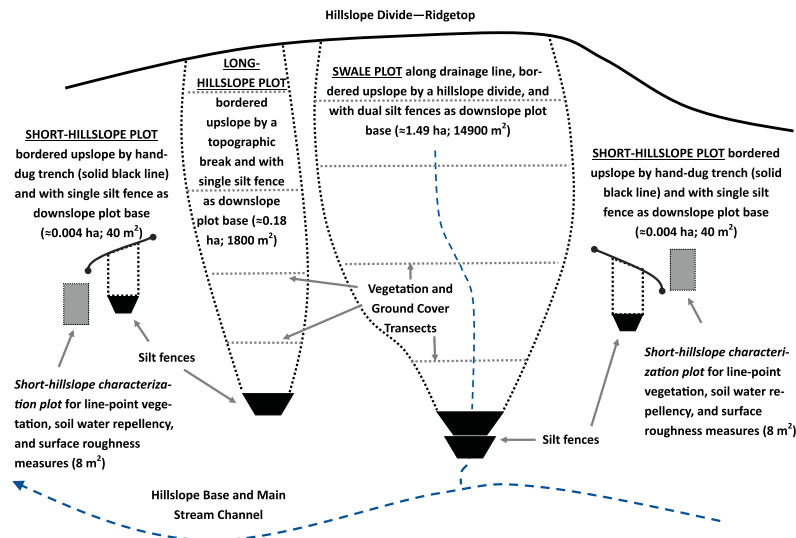 Hillslope Divide—Ridgetop
LONG-
HILLSLOPE PLOT
bordered
upslope by a
topographic
break and with
single silt fence
as downslope
plot base (≈0.18
ha; 1800 m²)
SWALE PLOT along drainage line, bor-
dered upslope by a hillslope divide, and
with dual silt fences as downslope plot
base (≈1.49 ha; 14900 m²)
SHORT-HILLSLOPE PLOT
bordered upslope by hand-
dug trench (solid black line)
and with single silt fence as
downslope plot base
(≈0.004 ha; 40 m²)
SHORT-HILLSLOPE PLOT bordered
upslope by hand-dug trench (solid
black line) and with single silt
fence as downslope plot base
(≈0.004 ha; 40 m²)
Vegetation and
Ground Cover
Transects
Silt fences
Short-hillslope characteriza-
tion plot for line-point vege-
tation, soil water repellency,
and surface roughness
measures (8 m²)
Short-hillslope characteri-
zation plot for line-point
vegetation, soil water re-
pellency, and surface
roughness measures (8 m²)
Silt fences
Hillslope Base and Main
Stream Channel